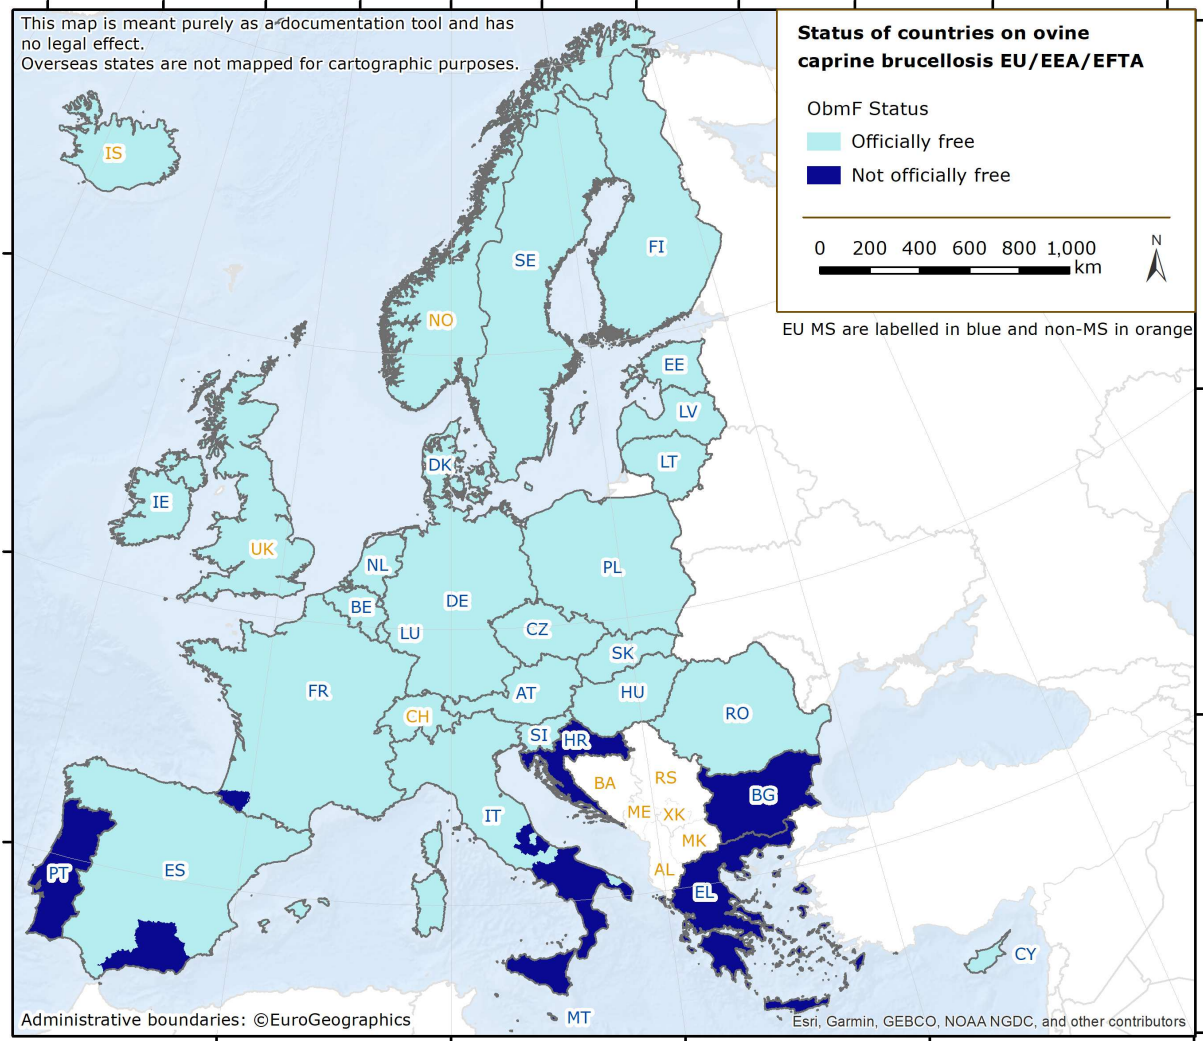 This map is meant purely as a documentation tool and has
no legal effect.
Overseas states are not mapped for cartographic purposes.
Status of countries on ovine
caprine brucellosis EU/EEA/EFTA
ObmF Status
Officially free
Not officially free
0 200 400 600 800 1,000
km
N
EU MS are labelled in blue and non-MS in orange
IS
FI
SE
NO
EE
LV
LT
DK
IE
UK
NL
PL
BE
DE
LU
CZ
SK
FR
AT
HU
CH
RO
SI
HR
BA
RS
BG
IT
ME
XK
MK
PT
ES
AL
EL
CY
MT
Administrative boundaries: ©EuroGeographics
Esri, Garmin, GEBCO, NOAA NGDC, and other contributors